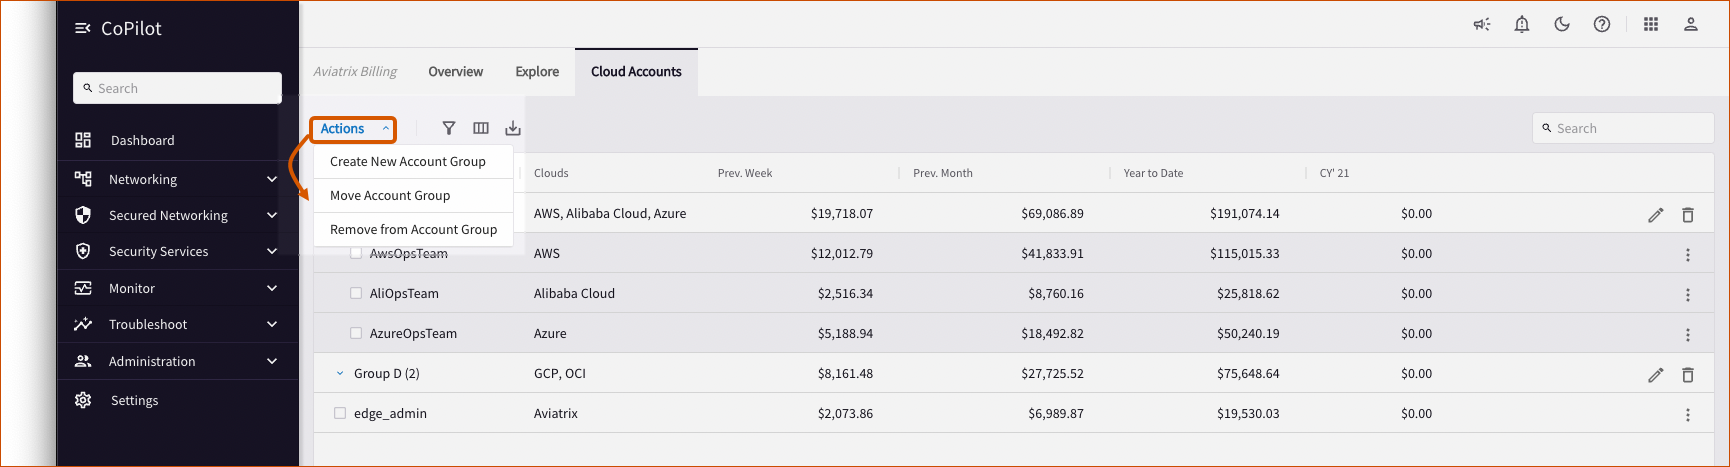 CoPilot
Search
Dashboard
Networking
Secured Networking
Security Services
Monitor
Troubleshoot
Administration
Settings
Aviatrix Billing Overview Explore Cloud Accounts
Actions
Search
Create New Account Group
Move Account Group
Remove from Account Group
Clouds Prev. Week Prev. Month Year to Date CY' 21
AWS, Alibaba Cloud, Azure $19,718.07 $69,086.89 $191,074.14 $0.00
AwsOpsTeam AWS $12,012.79 $41,833.91 $115,015.33 $0.00
AliOpsTeam Alibaba Cloud $2,516.34 $8,760.16 $25,818.62 $0.00
AzureOpsTeam Azure $5,188.94 $18,492.82 $50,240.19 $0.00
Group D (2) GCP, OCI $8,161.48 $27,725.52 $75,648.64 $0.00
edge_admin Aviatrix $2,073.86 $6,989.87 $19,530.03 $0.00